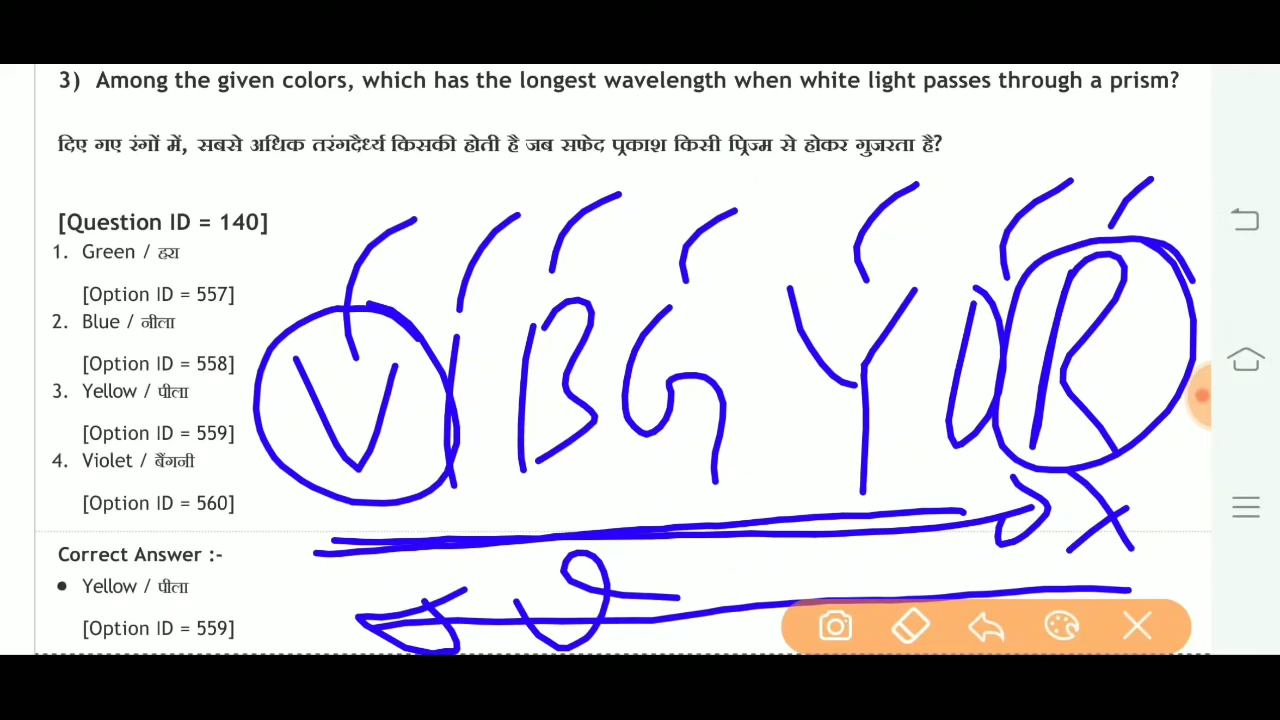 3) Among the given colors, which has the longest wavelength when white light passes through a prism?
दिए गए रंगों में, सबसे अधिक तरंगदैर्ध्य किसकी होती है जब सफेद प्रकाश किसी प्रिज्म से होकर गुजरता है?
[Question ID = 140]
1. Green / हरा
[Option ID = 557]
2. Blue / नीला
[Option ID = 558]
3. Yellow / पीला
[Option ID = 559]
4. Violet / बैंगनी
[Option ID = 560]
V I B G Y O R
Correct Answer :-
• Yellow / पीला
[Option ID = 559]